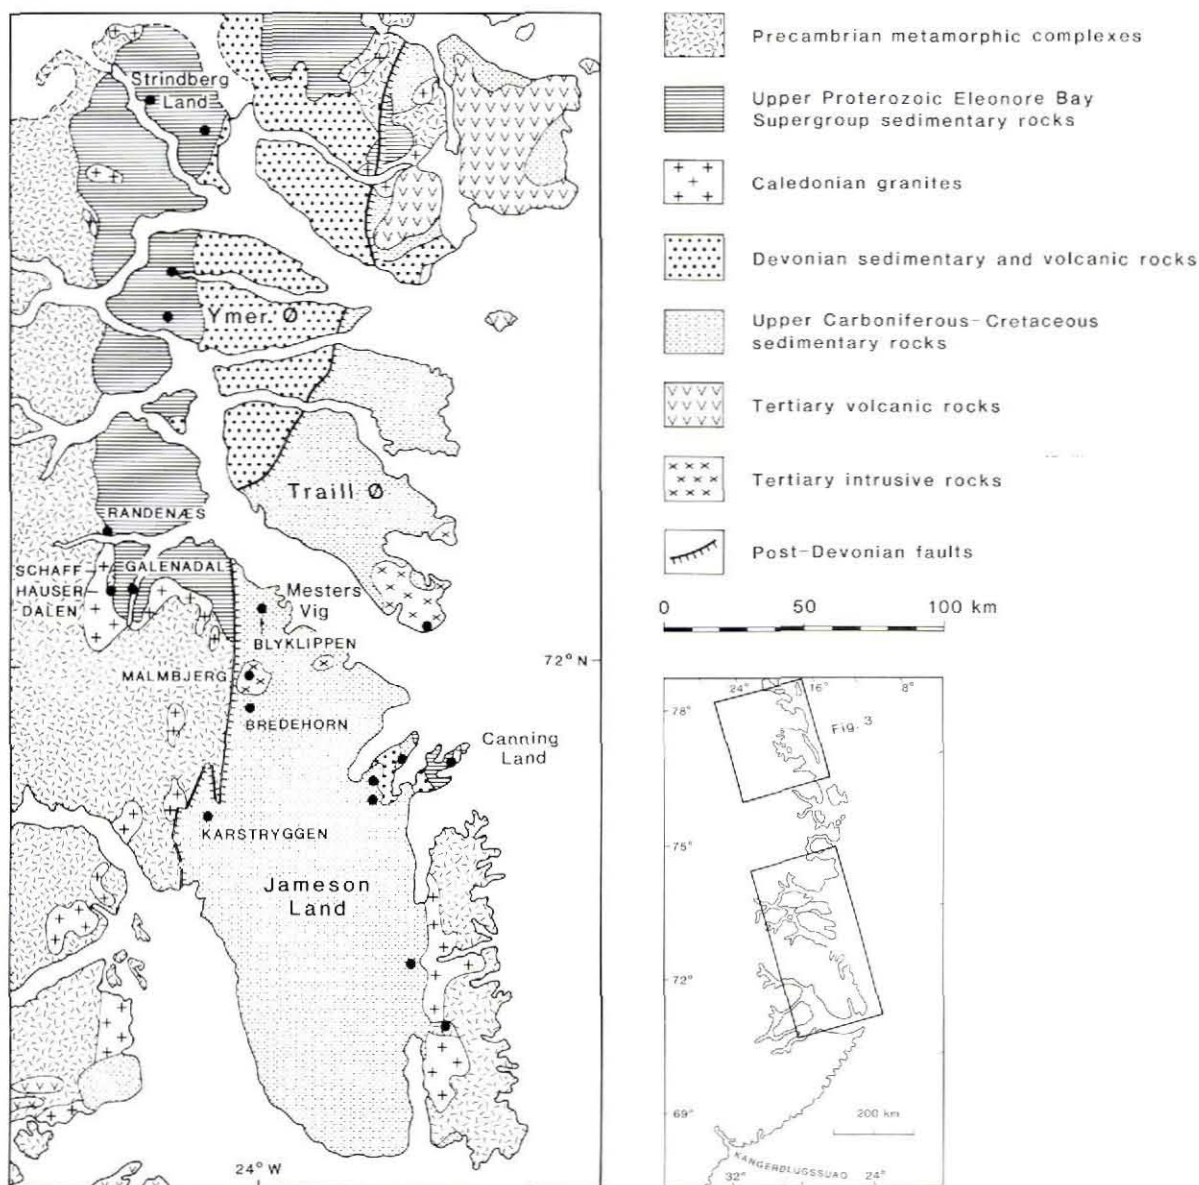 Strindberg
Land
Ymer Ø
Traill Ø
RANDENÆS
SCHAFF
HAUSER
DALEN
GALENADAL
Mesters
Vig
BLYKLIPPEN
MALMBJERG
BREDEHORN
72°N
Canning
Land
KARSTRYGGEN
Jameson
Land
24°W
Precambrian metamorphic complexes
Upper Proterozoic Eleonore Bay
Supergroup sedimentary rocks
Caledonian granites
Devonian sedimentary and volcanic rocks
Upper Carboniferous-Cretaceous
sedimentary rocks
Tertiary volcanic rocks
Tertiary intrusive rocks
Post-Devonian faults
0 50 100 km
24° 16° 8°
78°
Fig. 3
75°
72°
69°
200 km
KANGERDLUGSSUAQ
32° 24°